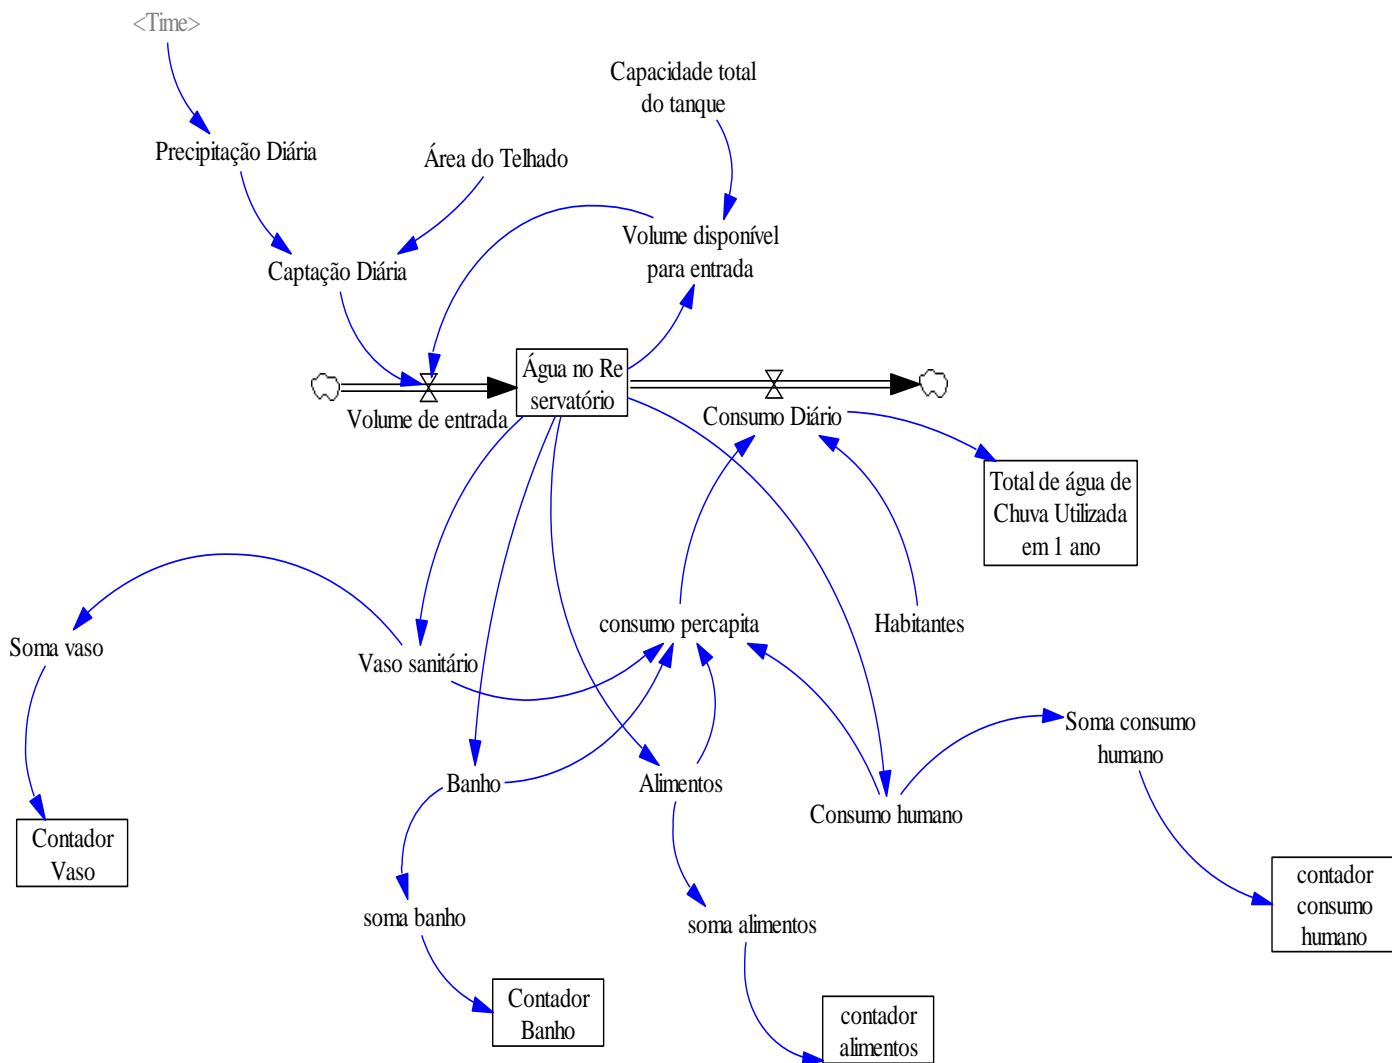 <Time>
Capacidade total
do tanque
Precipitação Diária
Área do Telhado
Volume disponível
para entrada
Captação Diária
Água no Re
servatório
Volume de entrada
Consumo Diário
Total de água de
Chuva Utilizada
em 1 ano
consumo percapita
Habitantes
Soma vaso
Vaso sanitário
Soma consumo
humano
Banho
Alimentos
Consumo humano
Contador
Vaso
contador
consumo
humano
soma banho
soma alimentos
Contador
Banho
contador
alimentos